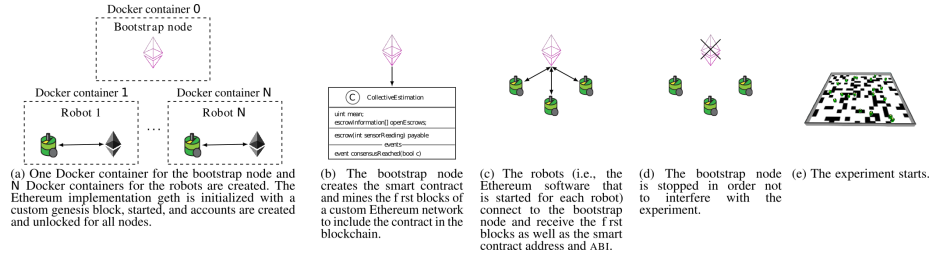 Docker container 0
Bootstrap node
Docker container 1
Robot 1
...
Docker container N
Robot N
(a) One Docker container for the bootstrap node and
N Docker containers for the robots are created. The
Ethereum implementation geth is initialized with a
custom genesis block, started, and accounts are created
and unlocked for all nodes.
C CollectiveEstimation
uint mean;
escrowInformation[] openEscrows;
escrow(int sensorReading) payable
events
event consensusReached(bool c)
(b) The bootstrap node
creates the smart contract
and mines the f rst blocks of
a custom Ethereum network
to include the contract in the
blockchain.
(c) The robots (i.e., the
Ethereum software that
is started for each robot)
connect to the bootstrap
node and receive the f rst
blocks as well as the smart
contract address and ABI.
(d) The bootstrap node
is stopped in order not
to interfere with the
experiment.
(e) The experiment starts.